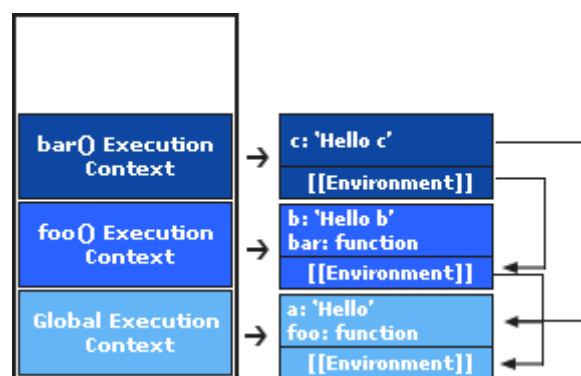 bar() Execution
Context
c: 'Hello c'
[[Environment]]
foo() Execution
Context
b: 'Hello b'
bar: function
[[Environment]]
Global Execution
Context
a: 'Hello'
foo: function
[[Environment]]